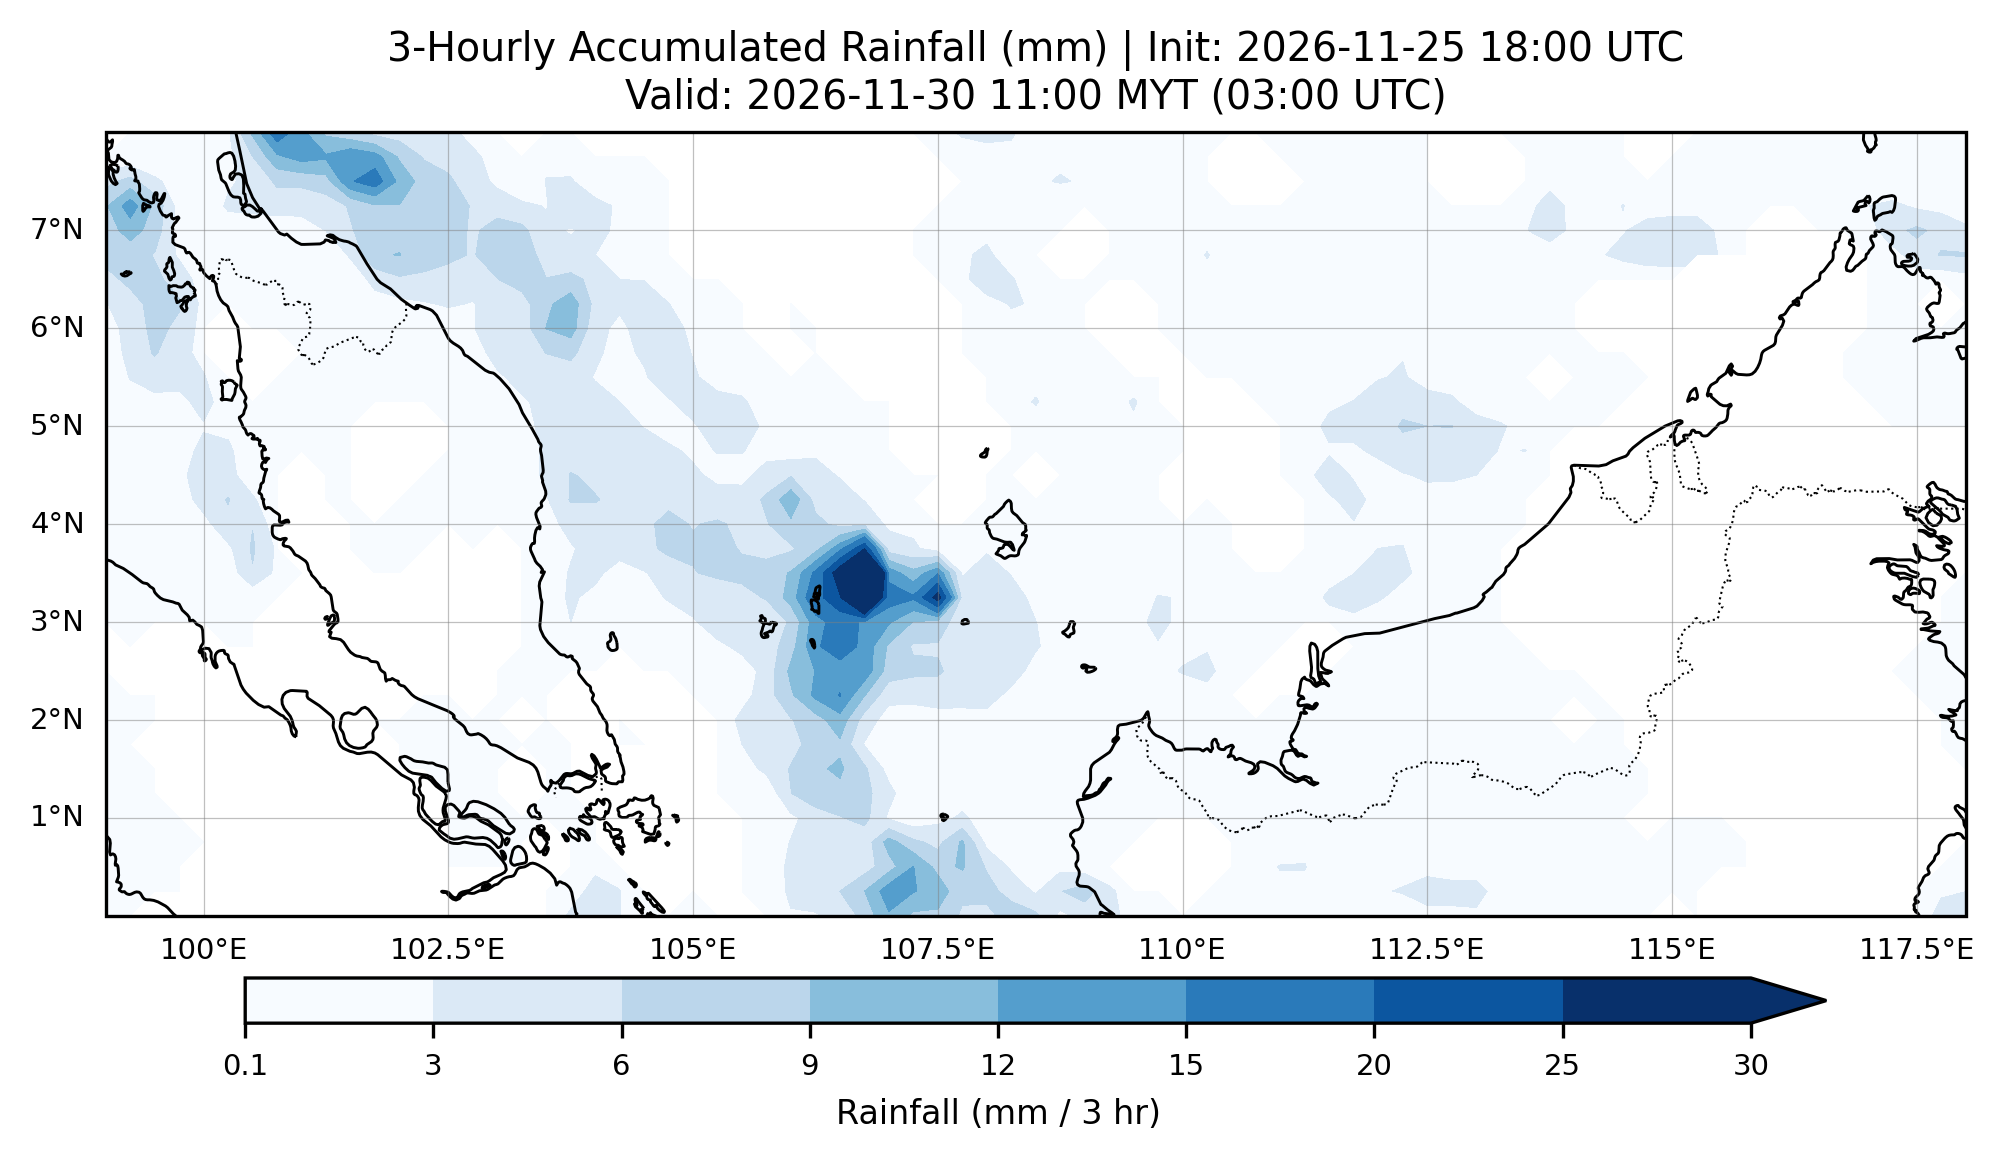 3-Hourly Accumulated Rainfall (mm) | Init: 2026-11-25 18:00 UTC
Valid: 2026-11-30 11:00 MYT (03:00 UTC)
7°N
6°N
5°N
4°N
3°N
2°N
1°N
100°E 102.5°E 105°E 107.5°E 110°E 112.5°E 115°E 117.5°E
0.1 3 6 9 12 15 20 25 30
Rainfall (mm / 3 hr)